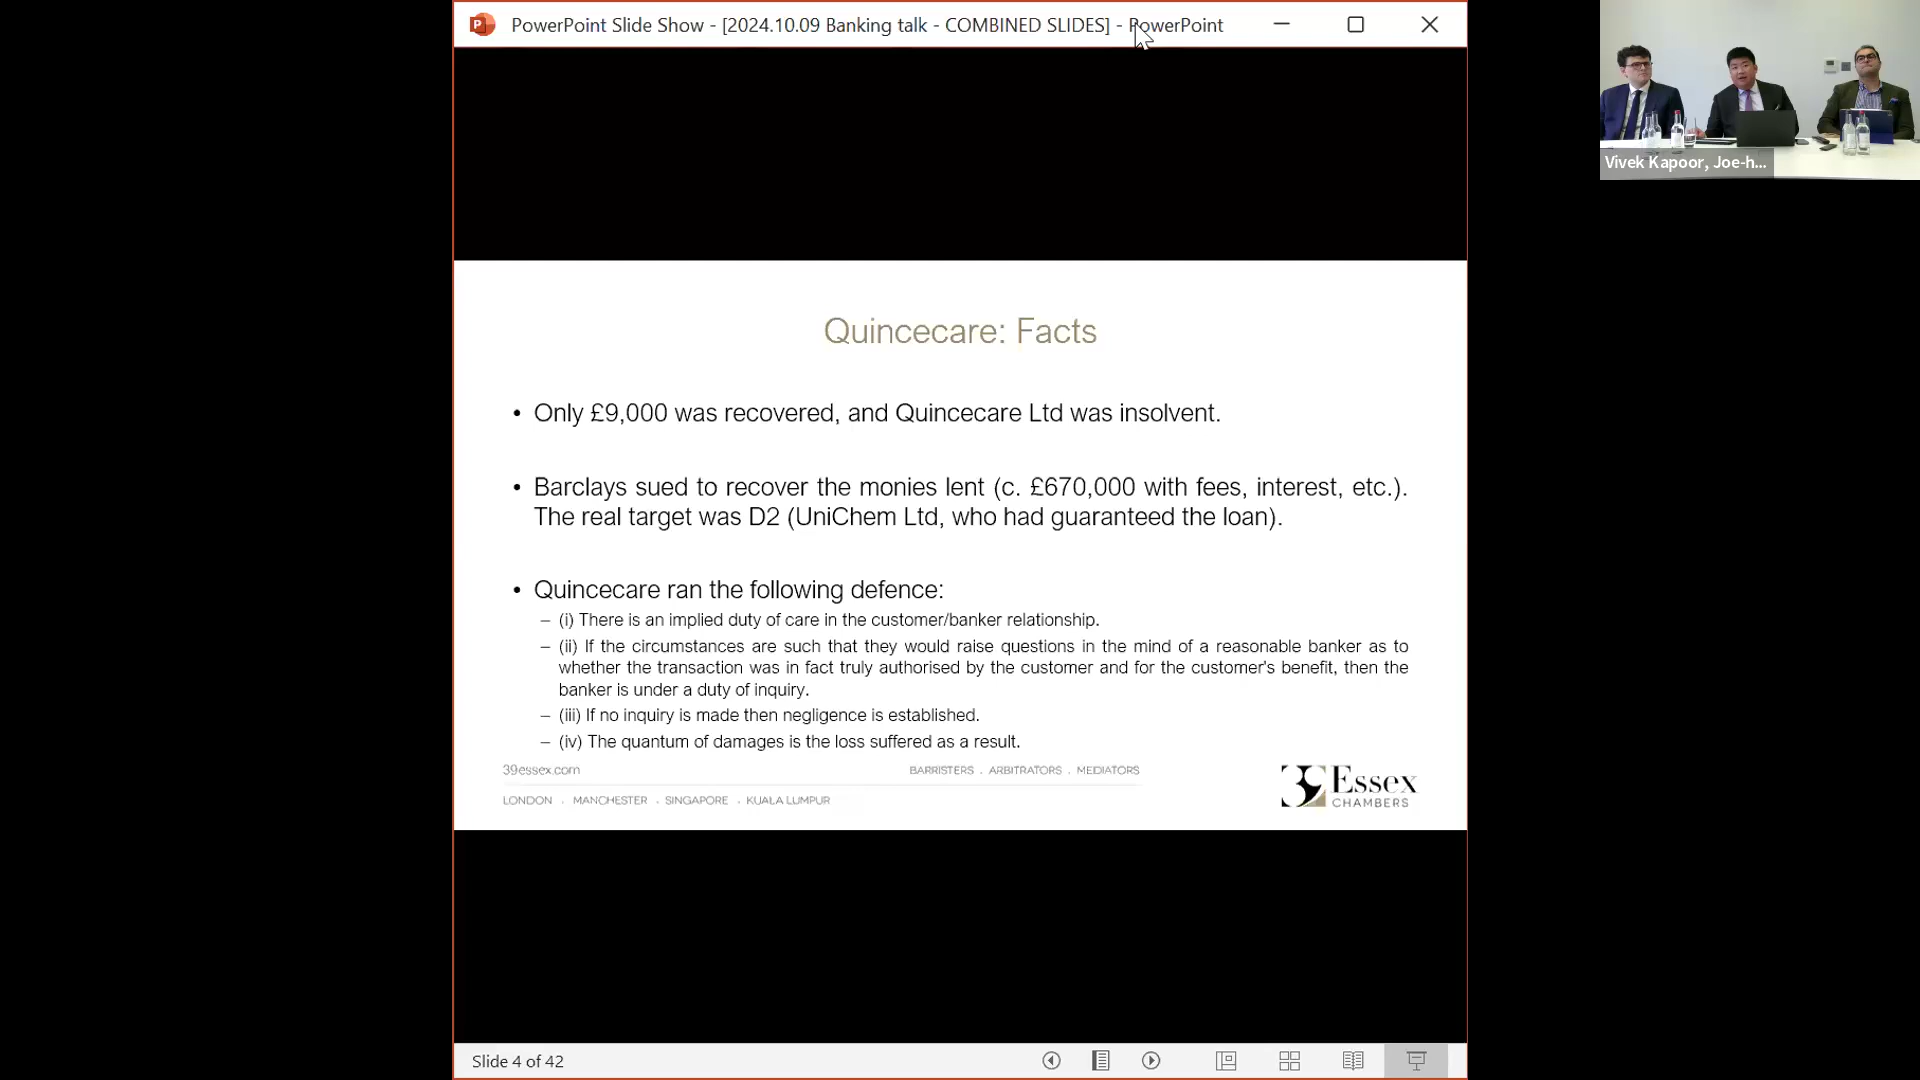 PowerPoint Slide Show - [2024.10.09 Banking talk - COMBINED SLIDES] - PowerPoint
Vivek Kapoor, Joe-h...
Quincecare: Facts
• Only £9,000 was recovered, and Quincecare Ltd was insolvent.
• Barclays sued to recover the monies lent (c. £670,000 with fees, interest, etc.).
The real target was D2 (UniChem Ltd, who had guaranteed the loan).
• Quincecare ran the following defence:
– (i) There is an implied duty of care in the customer/banker relationship.
– (ii) If the circumstances are such that they would raise questions in the mind of a reasonable banker as to
whether the transaction was in fact truly authorised by the customer and for the customer's benefit, then the
banker is under a duty of inquiry.
– (iii) If no inquiry is made then negligence is established.
– (iv) The quantum of damages is the loss suffered as a result.
39essex.com
BARRISTERS . ARBITRATORS . MEDIATORS
LONDON . MANCHESTER . SINGAPORE . KUALA LUMPUR
39 Essex
CHAMBERS
Slide 4 of 42